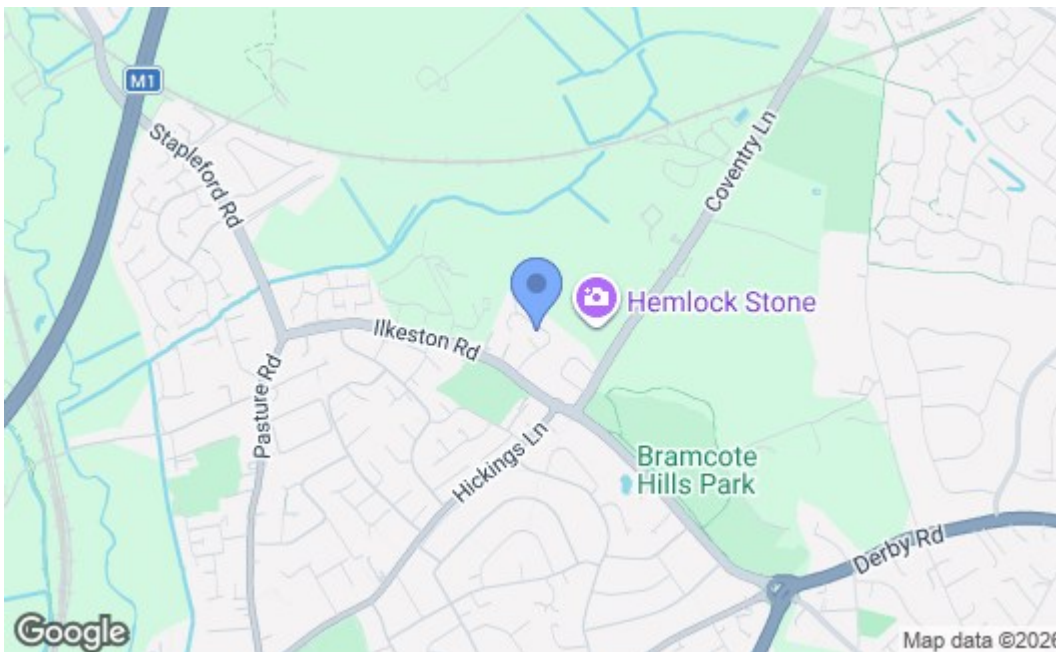 M1
Stapleford Rd
Coventry Ln
Hemlock Stone
Ilkeston Rd
Pasture Rd
Hickings Ln
Bramcote
Hills Park
Derby Rd
Google
Map data ©2026